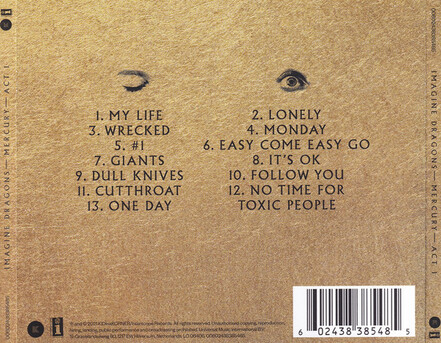 IMAGINE DRAGONS — MERCURY — ACT 1
1. MY LIFE
2. LONELY
3. WRECKED
4. MONDAY
5. #1
6. EASY COME EASY GO
7. GIANTS
8. IT'S OK
9. DULL KNIVES
10. FOLLOW YOU
11. CUTTHROAT
12. NO TIME FOR
TOXIC PEOPLE
13. ONE DAY
IMAGINE DRAGONS — MERCURY — ACT 1
6 02438 38548 5